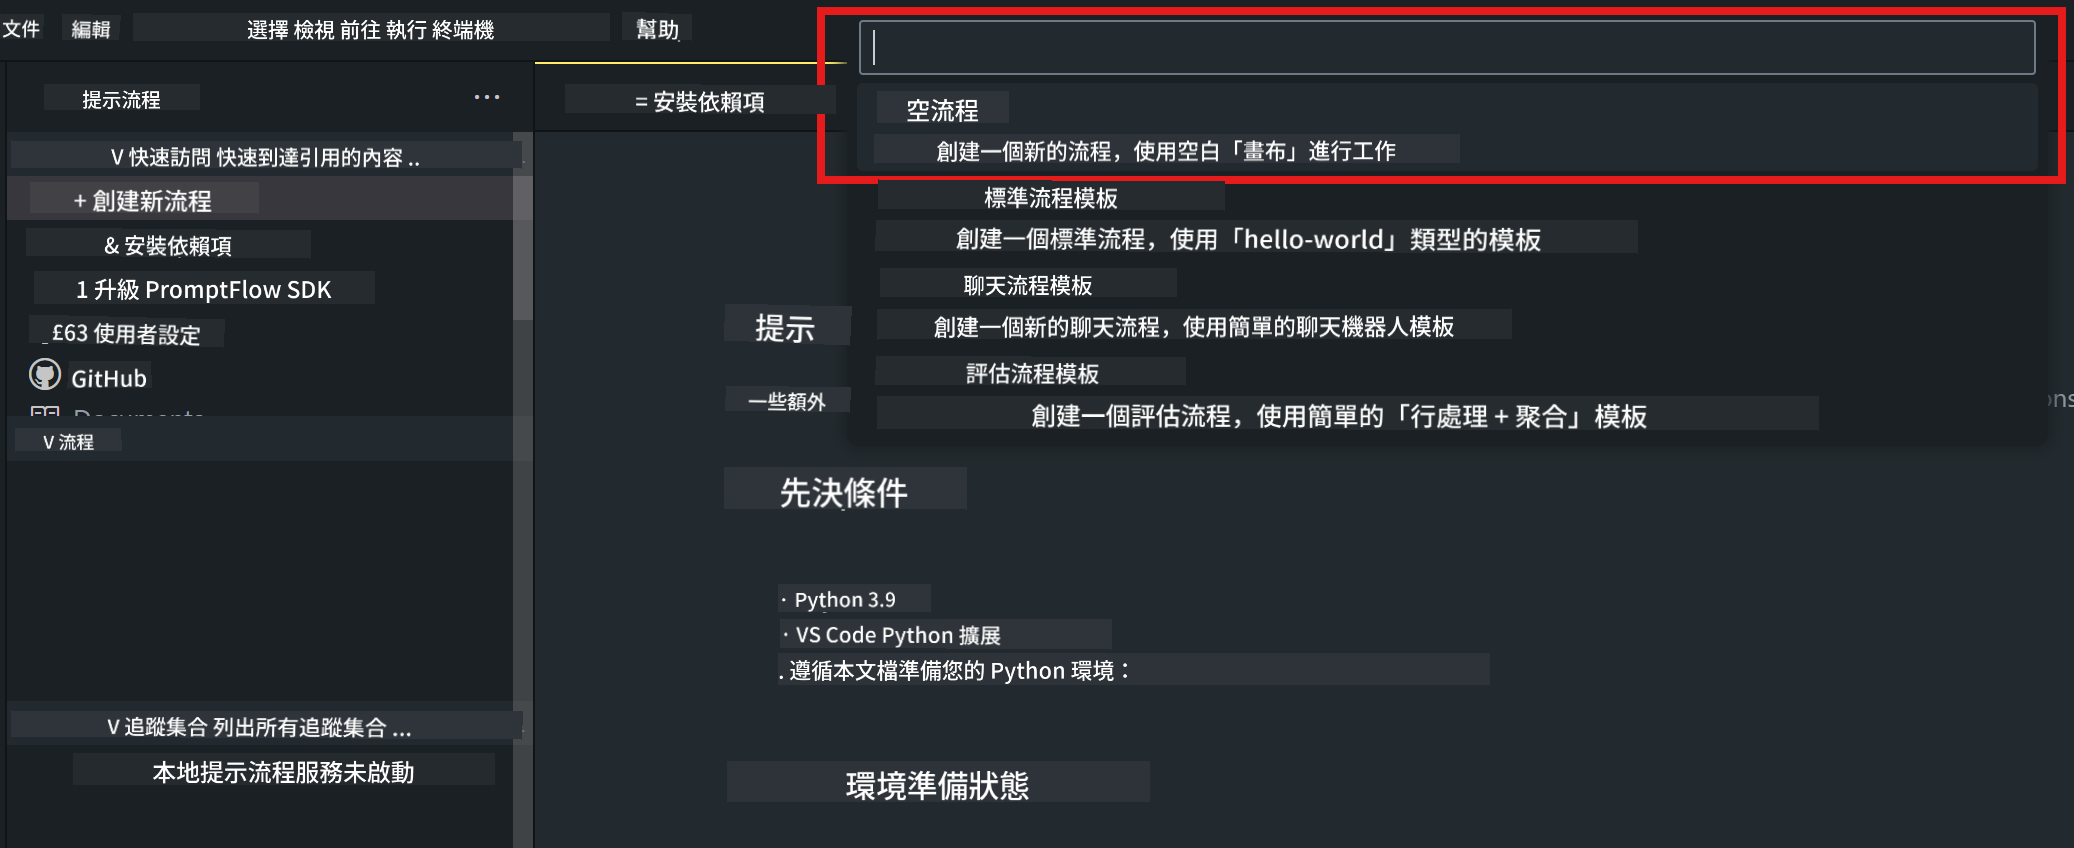 文件 編輯 選擇 檢視 前往 執行 終端機 幫助
提示流程 ...
V 快速訪問 快速到達引用的內容 ..
+ 創建新流程
& 安裝依賴項
1 升級 PromptFlow SDK
£63 使用者設定
GitHub
Documents
V 流程
V 追蹤集合 列出所有追蹤集合 ...
本地提示流程服務未啟動
= 安裝依賴項
空流程
創建一個新的流程，使用空白「畫布」進行工作
標準流程模板
創建一個標準流程，使用「hello-world」類型的模板
聊天流程模板
創建一個新的聊天流程，使用簡單的聊天機器人模板
評估流程模板
創建一個評估流程，使用簡單的「行處理 + 聚合」模板
提示
一些額外
先決條件
· Python 3.9
· VS Code Python 擴展
. 遵循本文檔準備您的 Python 環境：
環境準備狀態